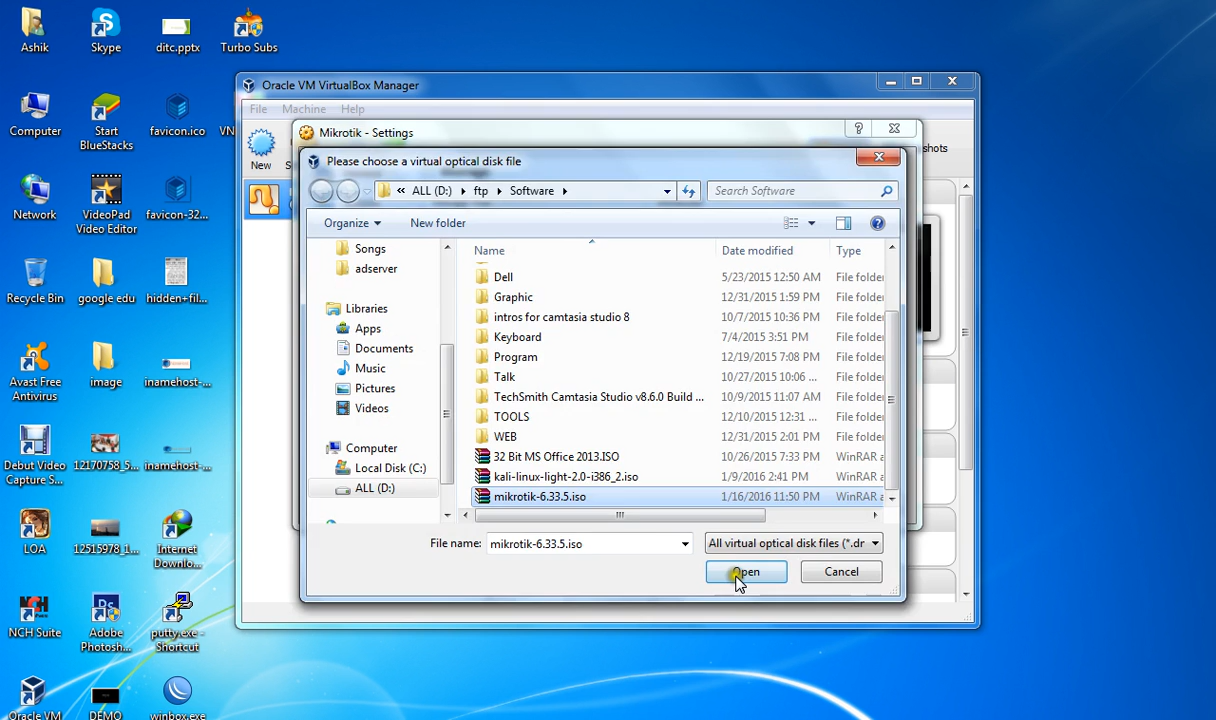 Ashik
Skype
ditc.pptx
Turbo Subs
Computer
Start
BlueStacks
favicon.ico
VN
Network
VideoPad
Video Editor
favicon-32...
Recycle Bin
google edu
hidden+fil...
Avast Free
Antivirus
image
inamehost-...
Debut Video
Capture S...
12170758_5...
inamehost-...
LOA
12515978_1...
Internet
Downlo...
NCH Suite
Adobe
Photosh...
putty.exe -
Shortcut
Oracle VM
DEMO
winbox.exe
Oracle VM VirtualBox Manager
File Machine Help
New
shots
Mikrotik - Settings
Please choose a virtual optical disk file
« ALL (D:) ftp Software
Search Software
Organize New folder
Songs
adserver
Libraries
Apps
Documents
Music
Pictures
Videos
Computer
Local Disk (C:)
ALL (D:)
Name Date modified Type
Dell 5/23/2015 12:50 AM File folder
Graphic 12/31/2015 1:59 PM File folder
intros for camtasia studio 8 10/7/2015 10:36 PM File folder
Keyboard 7/4/2015 3:51 PM File folder
Program 12/19/2015 7:08 PM File folder
Talk 10/27/2015 10:06 ... File folder
TechSmith Camtasia Studio v8.6.0 Build ... 10/9/2015 11:07 AM File folder
TOOLS 12/10/2015 12:31 ... File folder
WEB 12/31/2015 2:01 PM File folder
32 Bit MS Office 2013.ISO 10/26/2015 7:33 PM WinRAR a
kali-linux-light-2.0-i386_2.iso 1/9/2016 2:41 PM WinRAR a
mikrotik-6.33.5.iso 1/16/2016 11:50 PM WinRAR a
File name: mikrotik-6.33.5.iso All virtual optical disk files (*.dr
Open Cancel